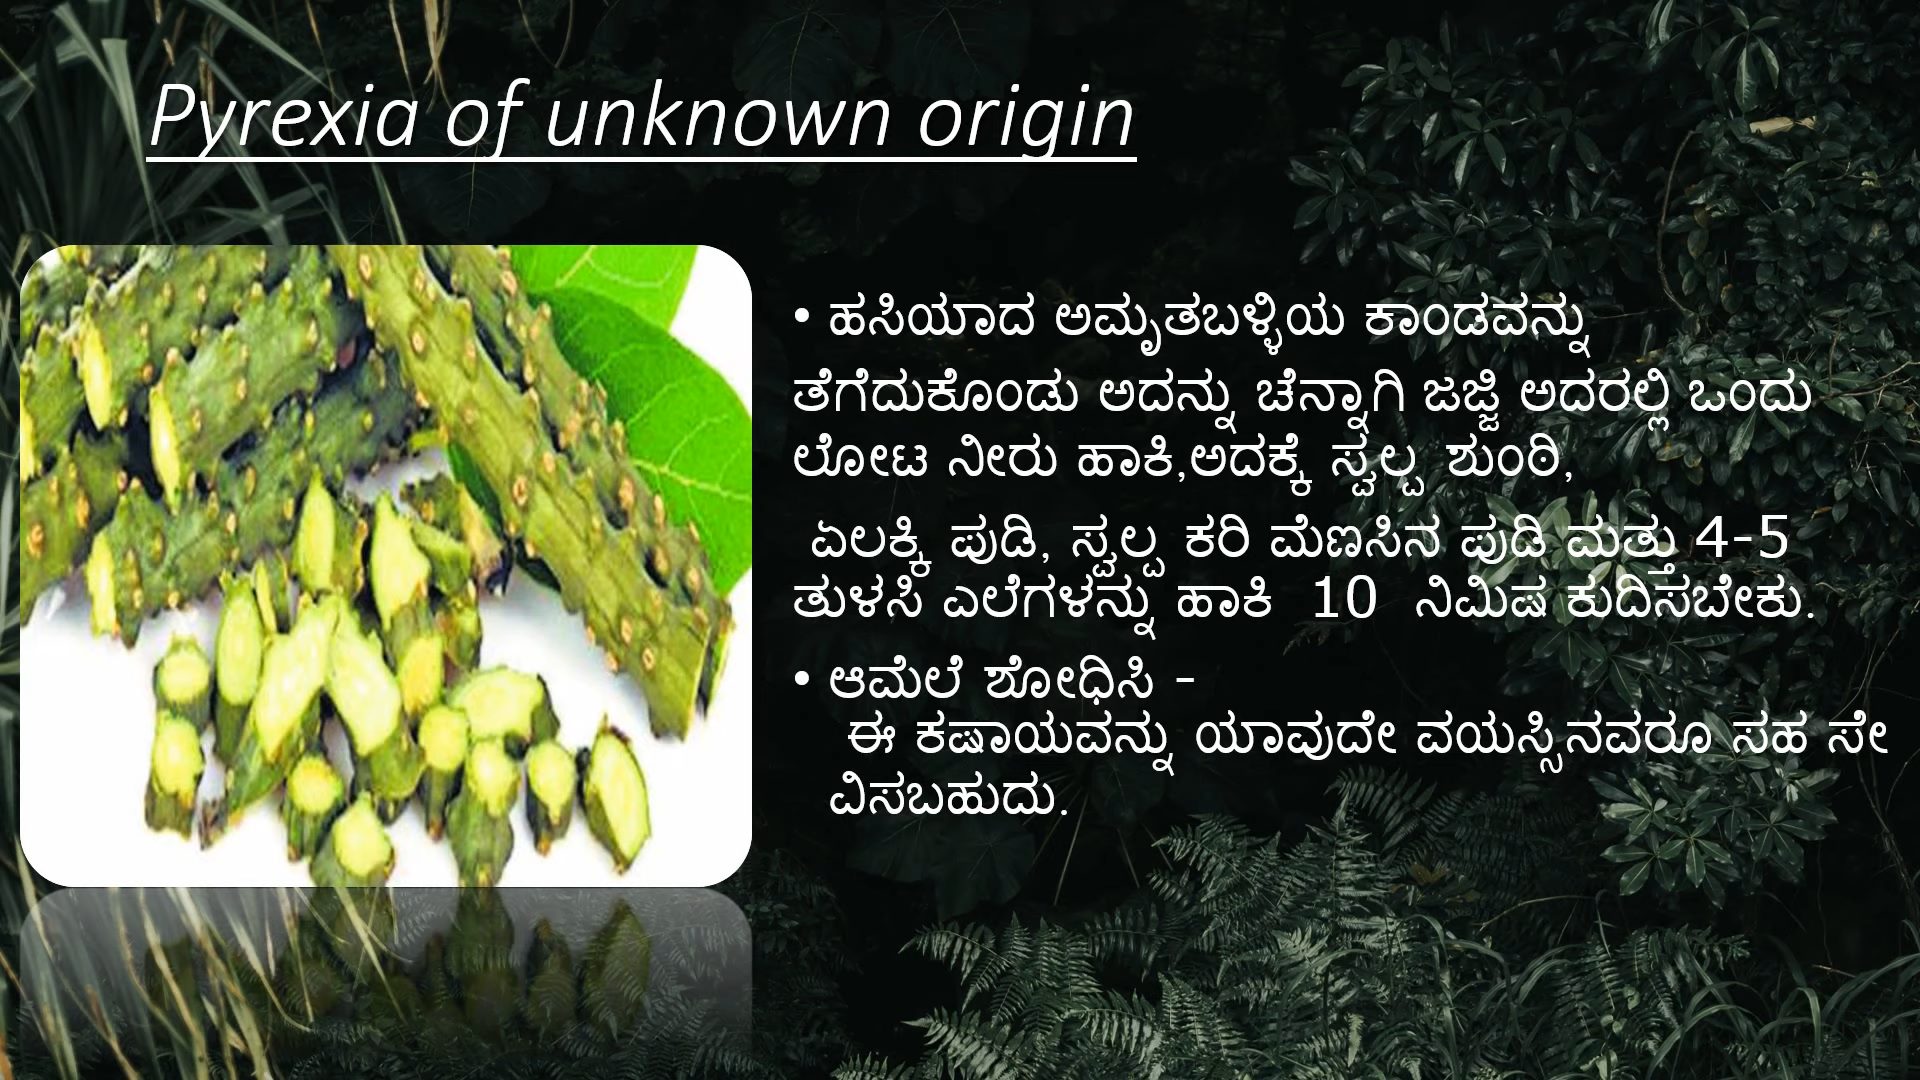 Pyrexia of unknown origin
• ಹಸಿಯಾದ ಅಮೃತಬಳ್ಳಿಯ ಕಾಂಡವನ್ನು
ತೆಗೆದುಕೊಂಡು ಅದನ್ನು ಚೆನ್ನಾಗಿ ಜಜ್ಜಿ ಅದರಲ್ಲಿ ಒಂದು
ಲೋಟ ನೀರು ಹಾಕಿ,ಅದಕ್ಕೆ ಸ್ವಲ್ಪ ಶುಂಠಿ,
ಏಲಕ್ಕಿ ಪುಡಿ, ಸ್ವಲ್ಪ ಕರಿ ಮೆಣಸಿನ ಪುಡಿ ಮತ್ತು 4-5
ತುಳಸಿ ಎಲೆಗಳನ್ನು ಹಾಕಿ 10 ನಿಮಿಷ ಕುದಿಸಬೇಕು.
• ಆಮೆಲೆ ಶೋಧಿಸಿ -
ಈ ಕಷಾಯವನ್ನು ಯಾವುದೇ ವಯಸ್ಸಿನವರೂ ಸಹ ಸೇ
ವಿಸಬಹುದು.